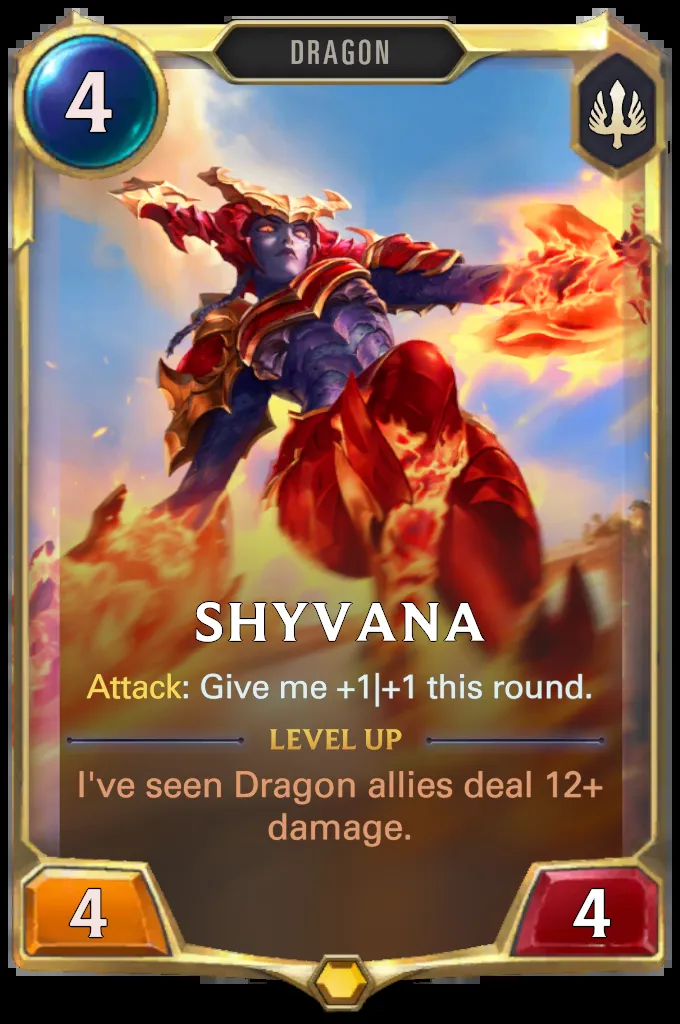 DRAGON
4
SHYVANA
Attack: Give me +1|+1 this round.
LEVEL UP
I've seen Dragon allies deal 12+
damage.
4
4